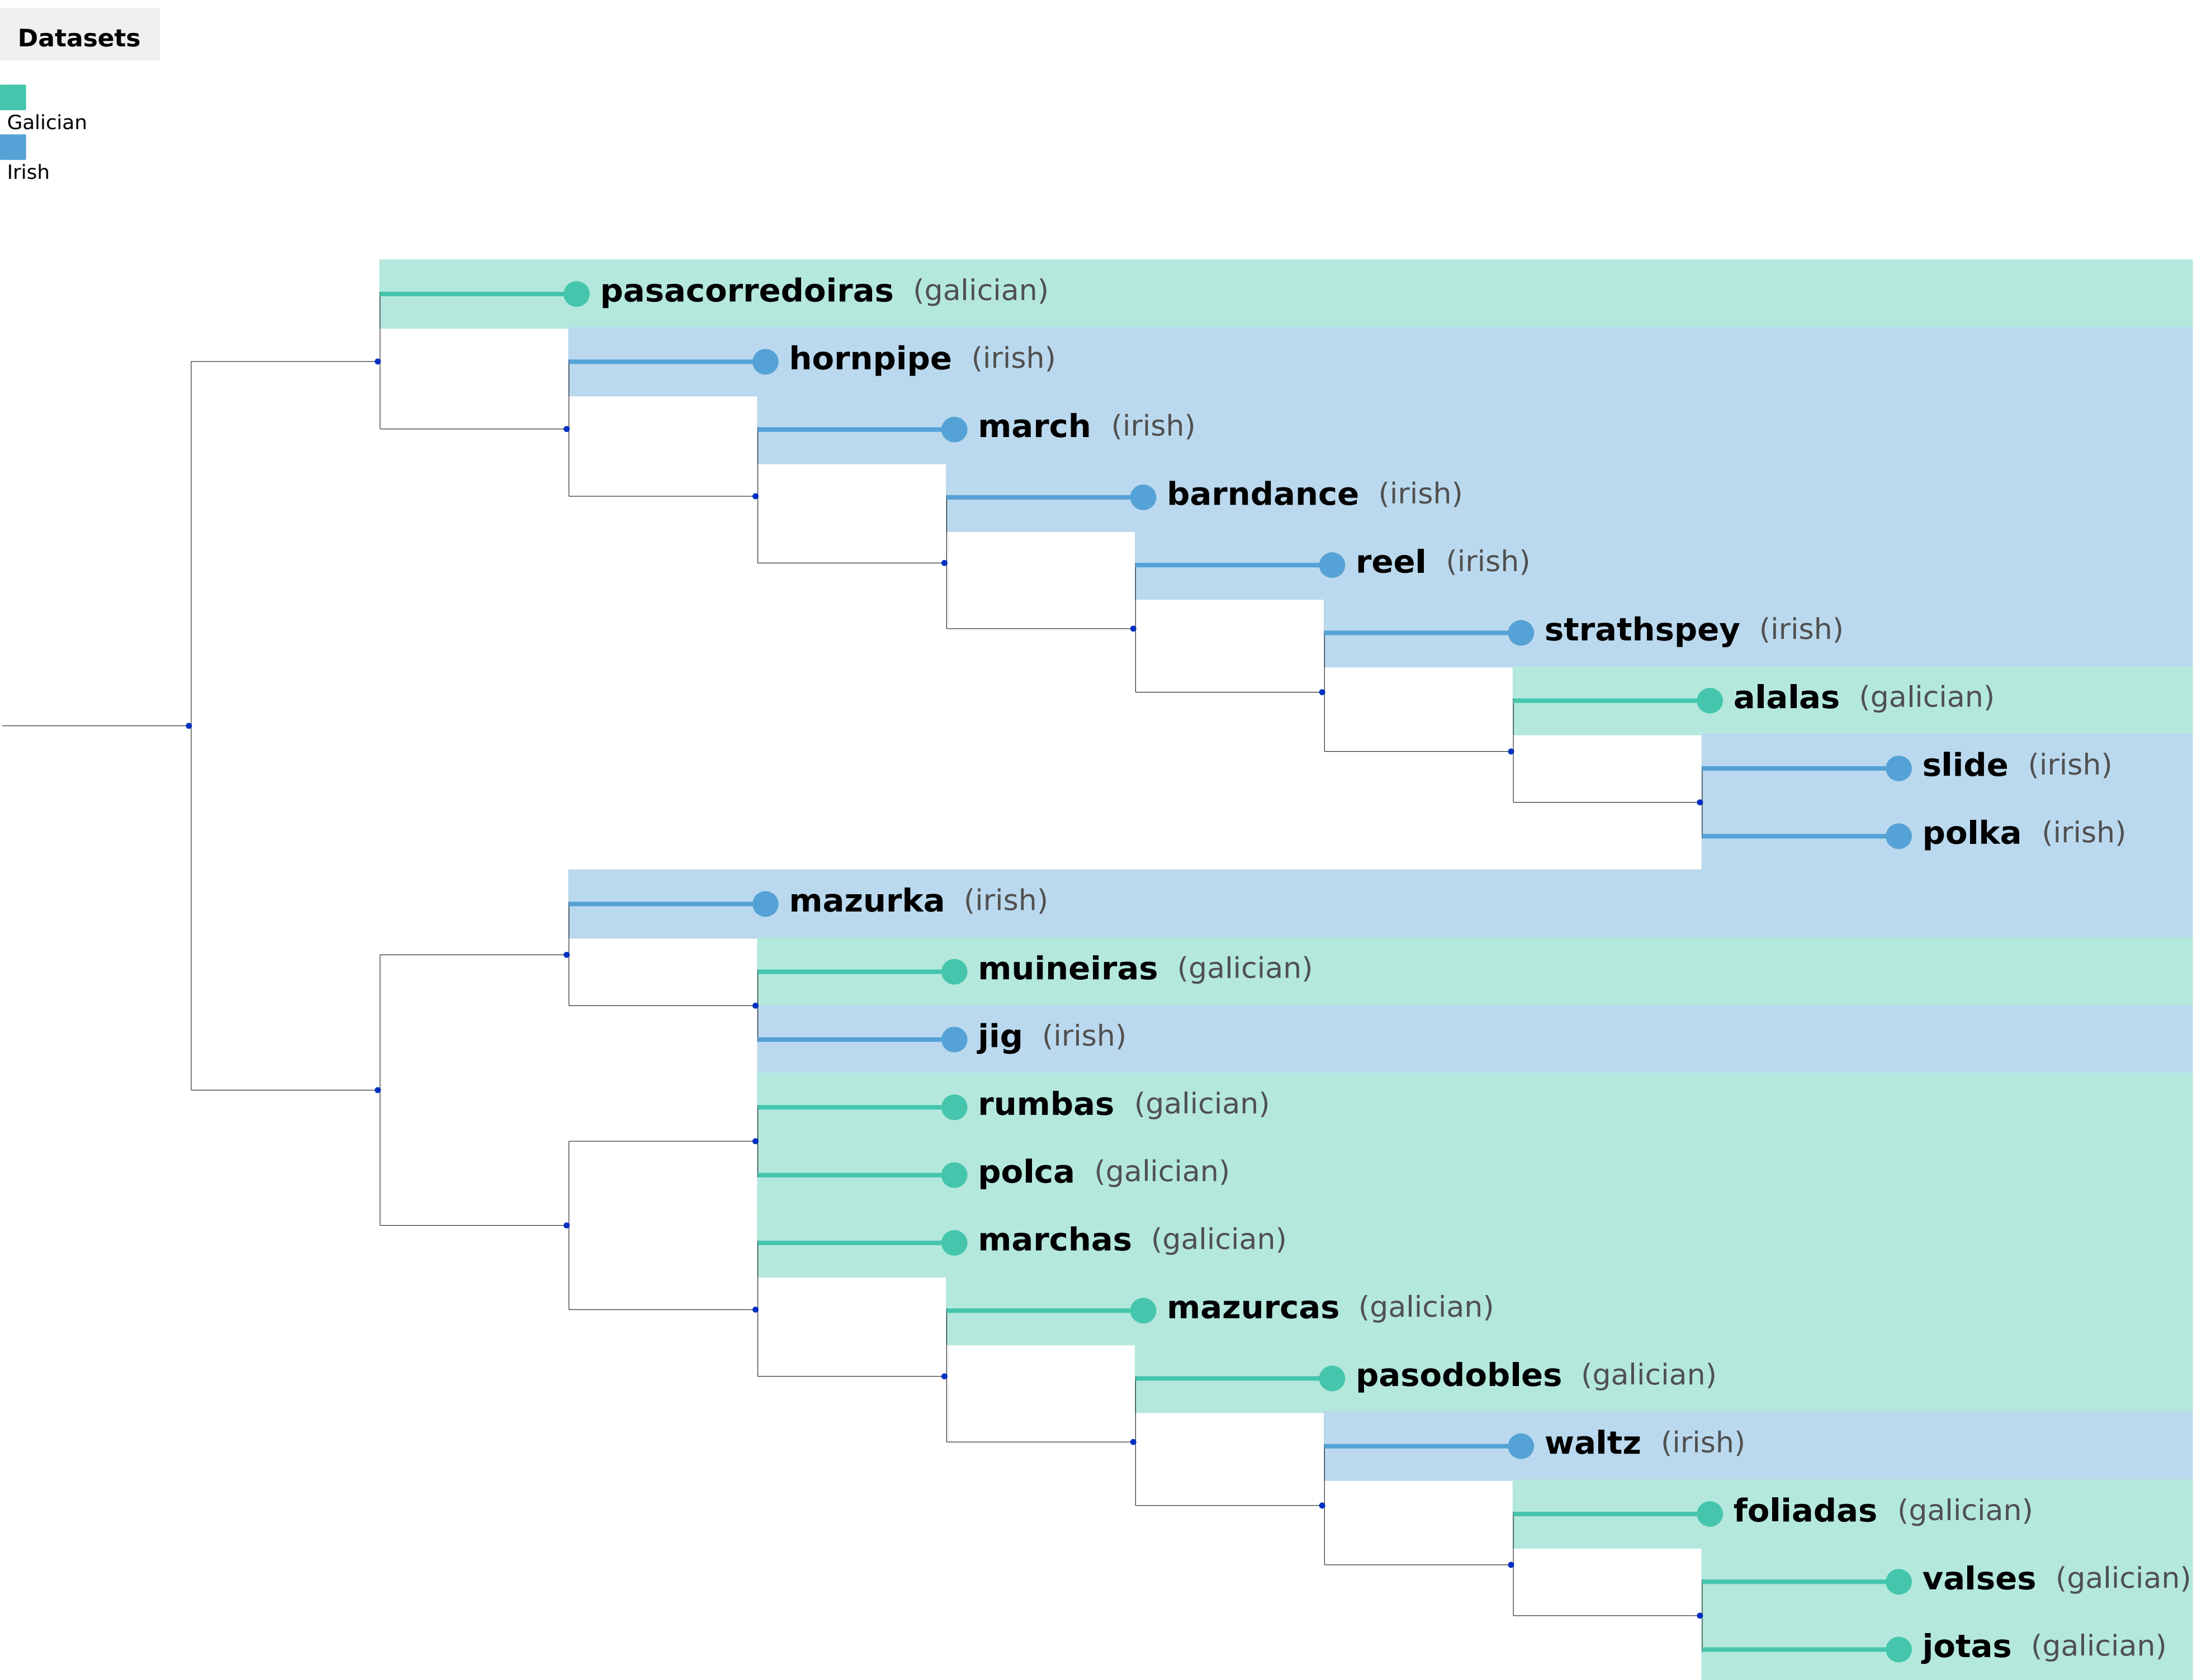 Datasets
Galician
Irish
pasacorredoiras (galician)
hornpipe (irish)
march (irish)
barndance (irish)
reel (irish)
strathspey (irish)
alalas (galician)
slide (irish)
polka (irish)
mazurka (irish)
muineiras (galician)
jig (irish)
rumbas (galician)
polca (galician)
marchas (galician)
mazurcas (galician)
pasodobles (galician)
waltz (irish)
foliadas (galician)
valses (galician)
jotas (galician)